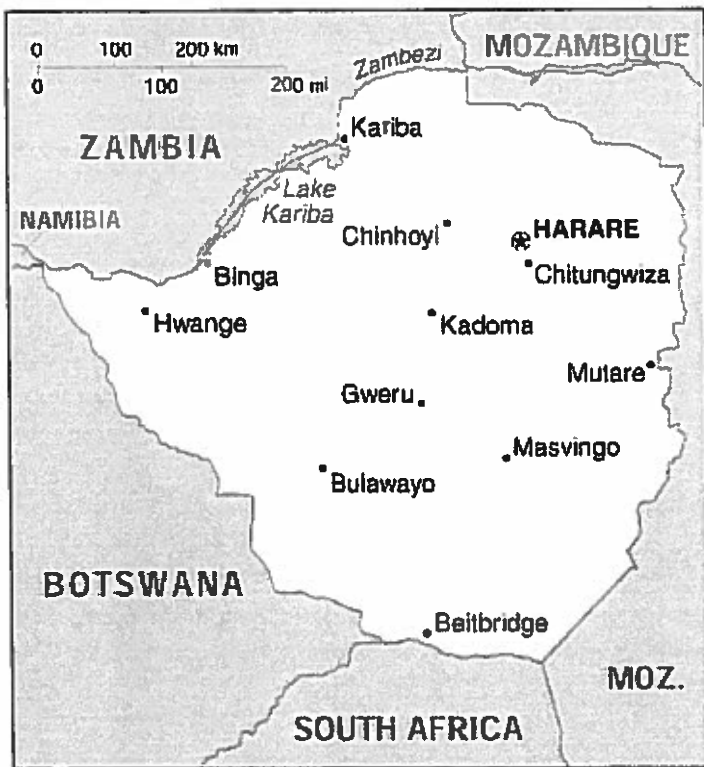 0 100 200 km
0 100 200 mi
MOZAMBIQUE
Zambezi
ZAMBIA
Kariba
Lake
Kariba
NAMIBIA
Chinhoyi
HARARE
Chitungwiza
Binga
Hwange
Kadoma
Mutare
Gweru
Masvingo
Bulawayo
BOTSWANA
Beitbridge
MOZ.
SOUTH AFRICA